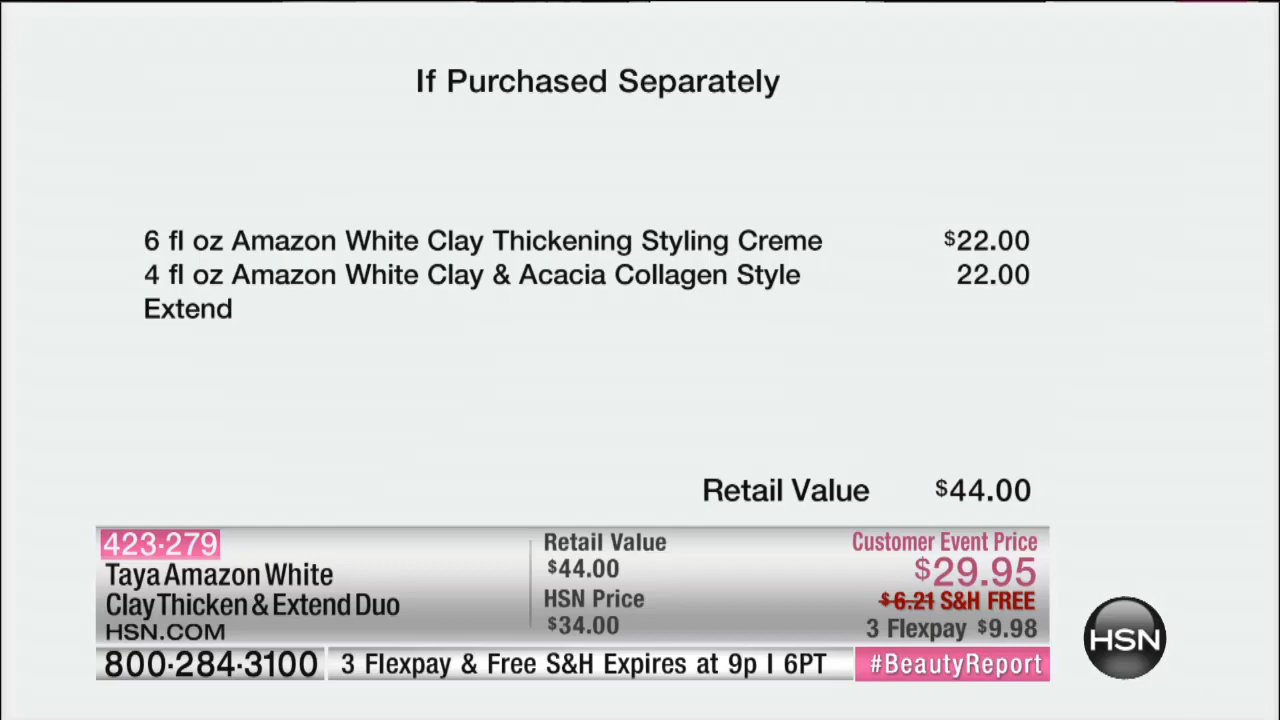 If Purchased Separately
6 fl oz Amazon White Clay Thickening Styling Creme $22.00
4 fl oz Amazon White Clay & Acacia Collagen Style 22.00
Extend
Retail Value $44.00
423·279
Taya Amazon White
Clay Thicken & Extend Duo
HSN.COM
Retail Value
$44.00
HSN Price
$34.00
Customer Event Price
$29.95
$6.21 S&H FREE
3 Flexpay $9.98
HSN
800·284·3100 3 Flexpay & Free S&H Expires at 9p | 6PT #BeautyReport